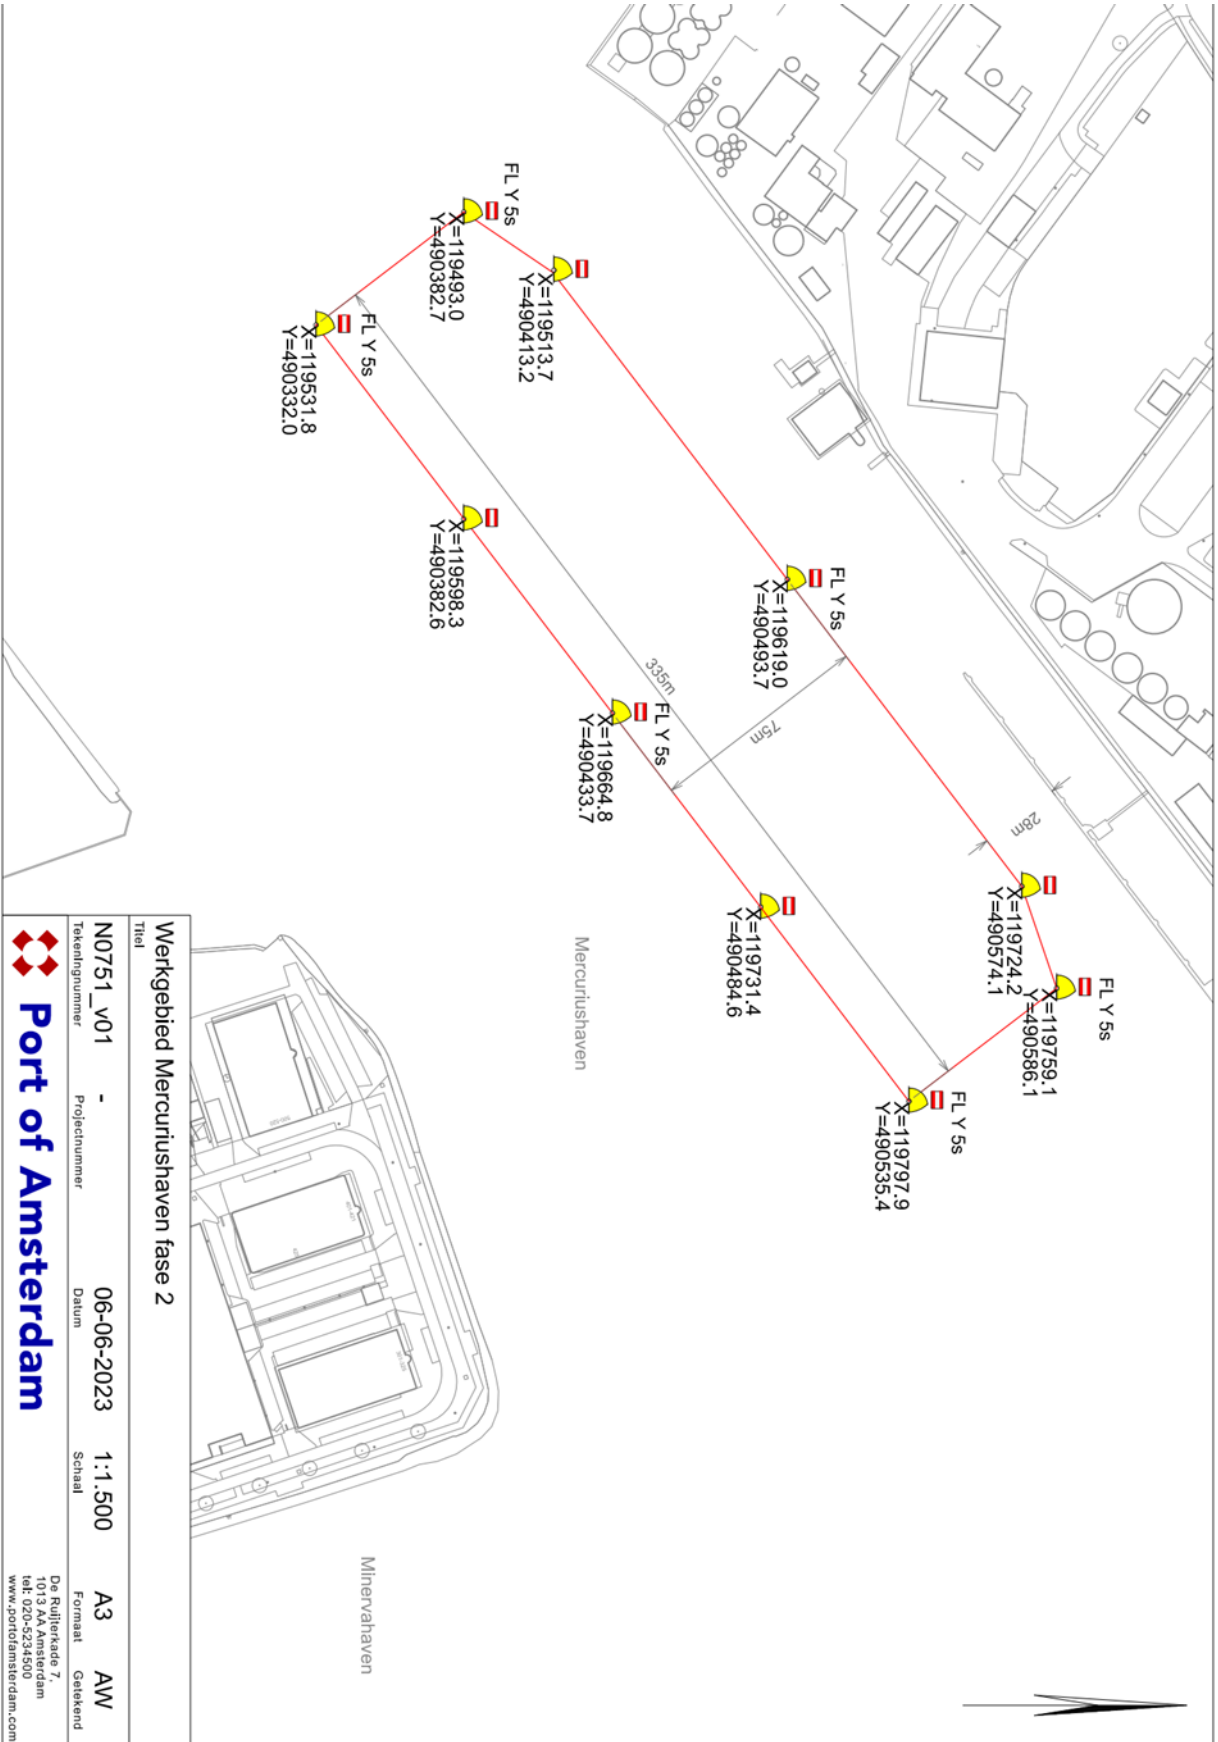 FL Y 5s
X=119493.0
Y=490382.7
X=119513.7
Y=490413.2
FL Y 5s
X=119531.8
Y=490332.0
X=119598.3
Y=490382.6
FL Y 5s
X=119619.0
Y=490493.7
FL Y 5s
X=119664.8
Y=490433.7
335m
75m
28m
X=119724.2
Y=490574.1
FL Y 5s
X=119759.1
Y=490586.1
X=119731.4
Y=490484.6
FL Y 5s
X=119797.9
Y=490535.4
Mercuriushaven
Minervahaven
Werkgebied Mercuriushaven fase 2
Titel
N0751_v01 - 06-06-2023 1:1.500 A3 AW
Tekeningnummer Projectnummer Datum Schaal Formaat Getekend
Port of Amsterdam
De Ruijterkade 7,
1013 AA Amsterdam
tel: 020-5234500
www.portofamsterdam.com